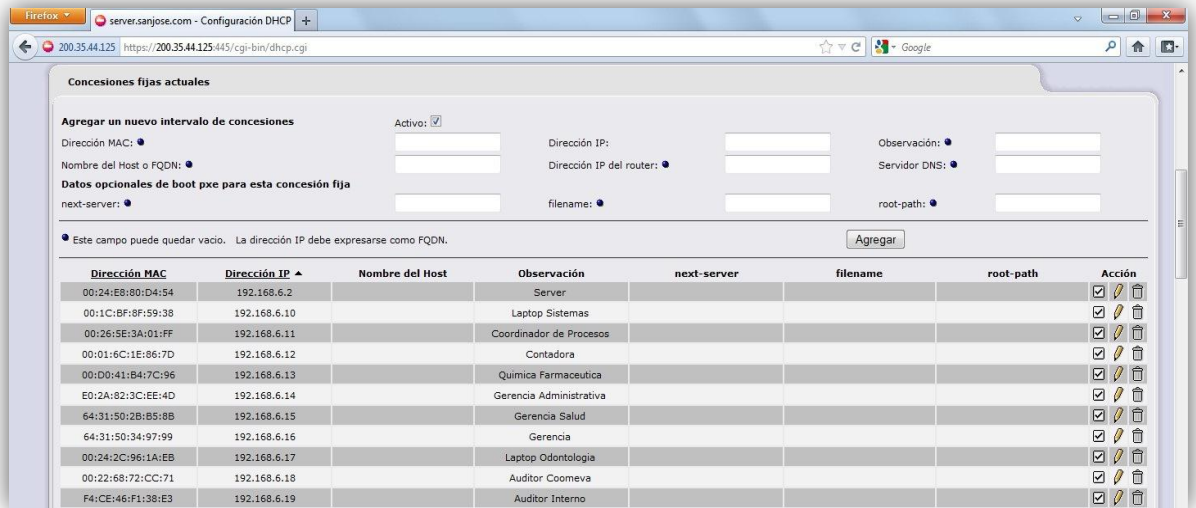 Firefox
server.sanjose.com - Configuración DHCP
200.35.44.125 https://200.35.44.125:445/cgi-bin/dhcp.cgi
Google
Concesiones fijas actuales
Agregar un nuevo intervalo de concesiones Activo:
Dirección MAC: Dirección IP: Observación:
Nombre del Host o FQDN: Dirección IP del router: Servidor DNS:
Datos opcionales de boot pxe para esta concesión fija
next-server: filename: root-path:
Este campo puede quedar vacio. La dirección IP debe expresarse como FQDN. Agregar
Dirección MAC Dirección IP Nombre del Host Observación next-server filename root-path Acción
00:24:E8:80:D4:54 192.168.6.2 Server
00:1C:BF:8F:59:38 192.168.6.10 Laptop Sistemas
00:26:5E:3A:01:FF 192.168.6.11 Coordinador de Procesos
00:01:6C:1E:86:7D 192.168.6.12 Contadora
00:D0:41:B4:7C:96 192.168.6.13 Quimica Farmaceutica
E0:2A:82:3C:EE:4D 192.168.6.14 Gerencia Administrativa
64:31:50:2B:B5:8B 192.168.6.15 Gerencia Salud
64:31:50:34:97:99 192.168.6.16 Gerencia
00:24:2C:96:1A:EB 192.168.6.17 Laptop Odontologia
00:22:68:72:CC:71 192.168.6.18 Auditor Coomeva
F4:CE:46:F1:38:E3 192.168.6.19 Auditor Interno